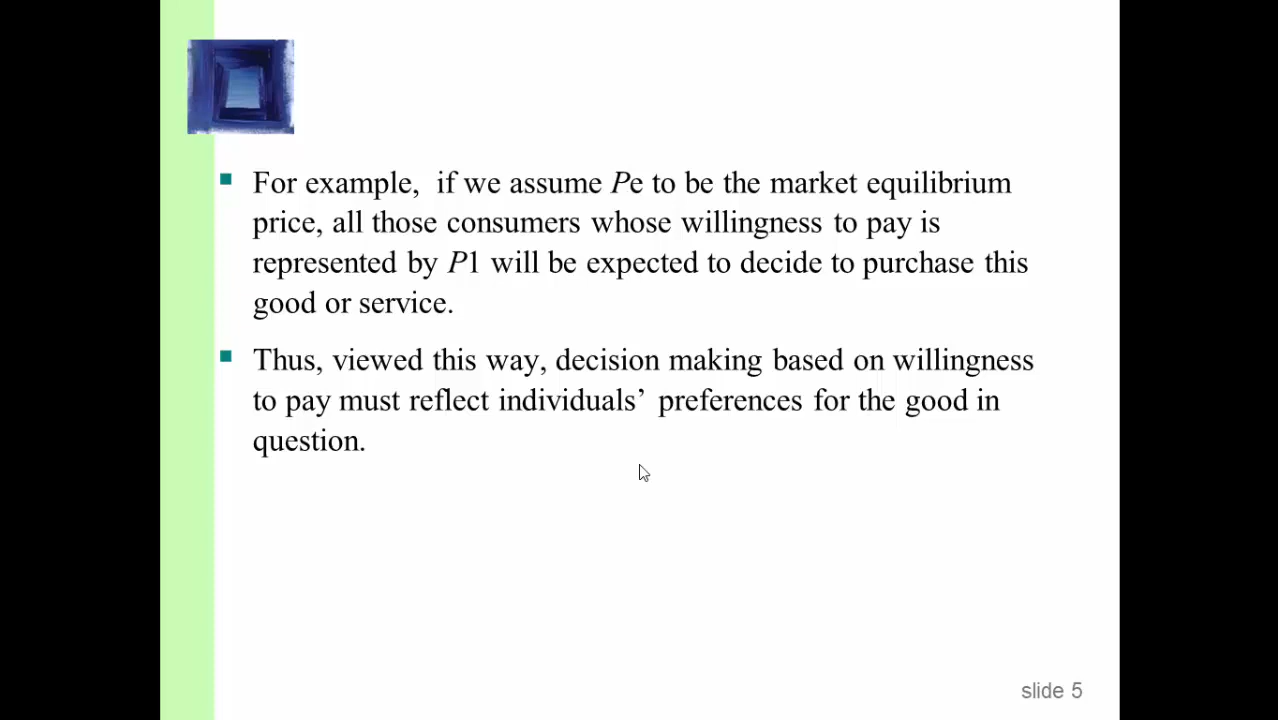 For example,  if we assume Pe to be the market equilibrium
price, all those consumers whose willingness to pay is
represented by P1 will be expected to decide to purchase this
good or service.
Thus, viewed this way, decision making based on willingness
to pay must reflect individuals’ preferences for the good in
question.
slide 5